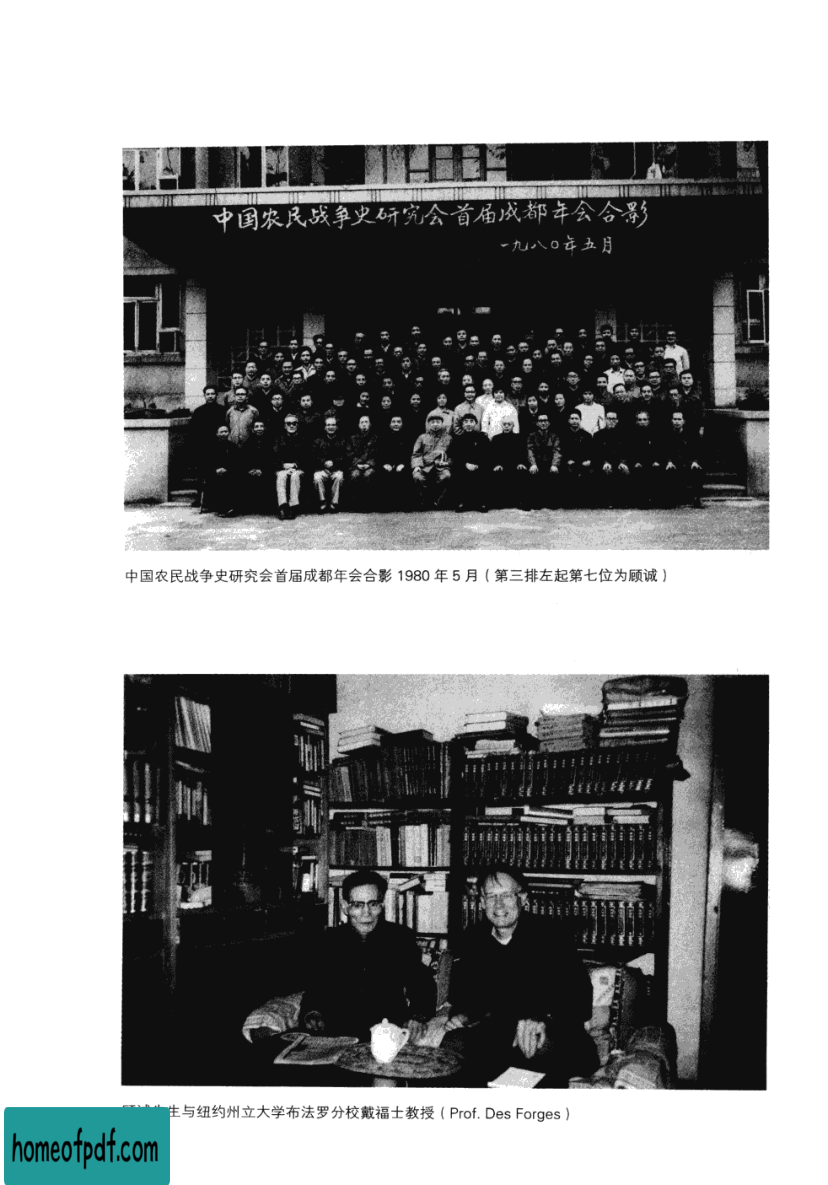 中国农民战争史研究会首届成都年会合影
一九八〇年五月
中国农民战争史研究会首届成都年会合影 1980 年 5 月（第三排左起第七位为顾诚）
生与纽约州立大学布法罗分校戴福士教授（Prof. Des Forges）
homeofpdf.com